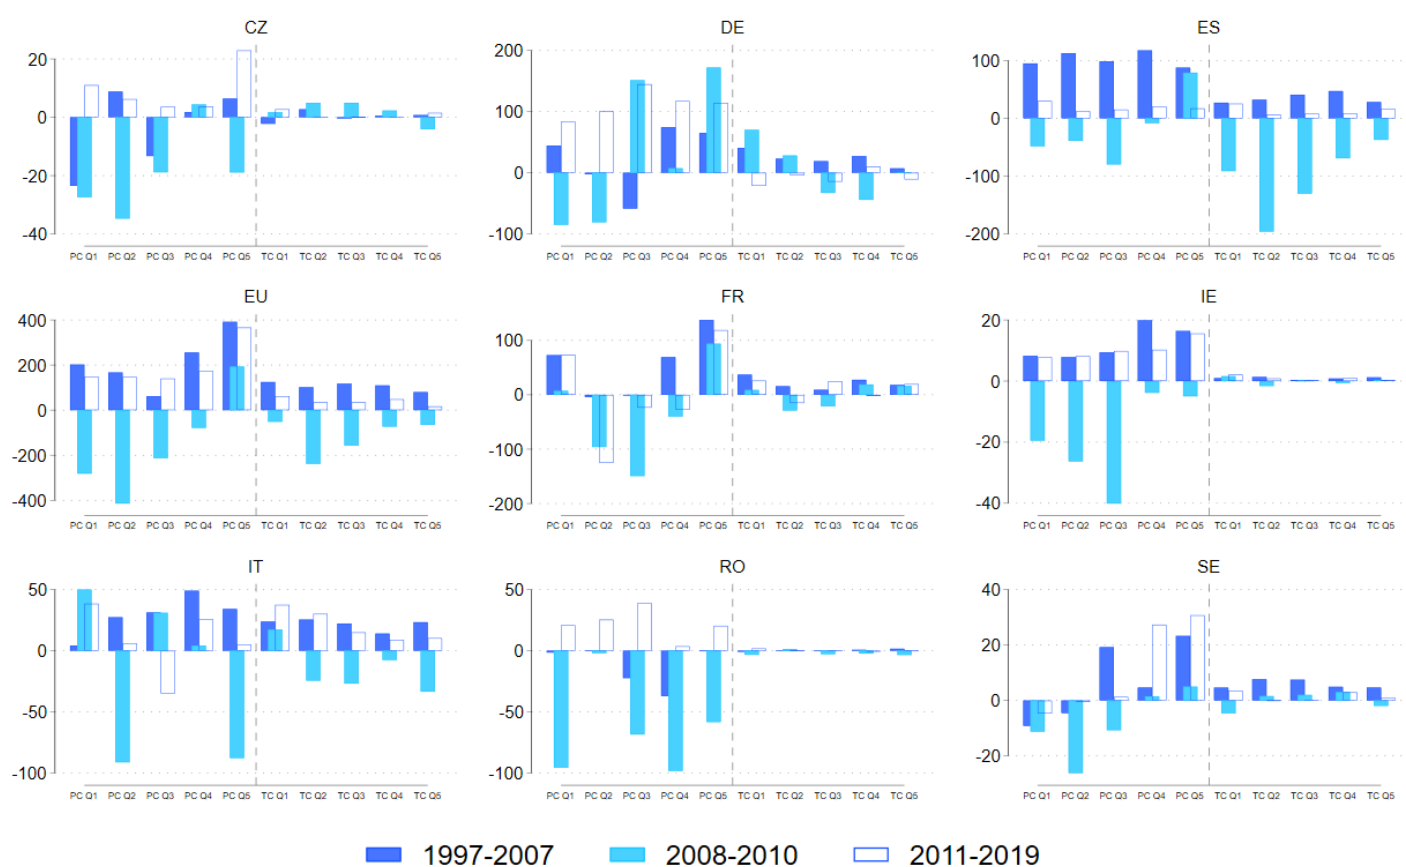 CZ
20
0
-20
-40
PC Q1 PC Q2 PC Q3 PC Q4 PC Q5 TC Q1 TC Q2 TC Q3 TC Q4 TC Q5
DE
200
100
0
-100
PC Q1 PC Q2 PC Q3 PC Q4 PC Q5 TC Q1 TC Q2 TC Q3 TC Q4 TC Q5
ES
100
0
-100
-200
PC Q1 PC Q2 PC Q3 PC Q4 PC Q5 TC Q1 TC Q2 TC Q3 TC Q4 TC Q5
EU
400
200
0
-200
-400
PC Q1 PC Q2 PC Q3 PC Q4 PC Q5 TC Q1 TC Q2 TC Q3 TC Q4 TC Q5
FR
100
0
-100
-200
PC Q1 PC Q2 PC Q3 PC Q4 PC Q5 TC Q1 TC Q2 TC Q3 TC Q4 TC Q5
IE
20
0
-20
-40
PC Q1 PC Q2 PC Q3 PC Q4 PC Q5 TC Q1 TC Q2 TC Q3 TC Q4 TC Q5
IT
50
0
-50
-100
PC Q1 PC Q2 PC Q3 PC Q4 PC Q5 TC Q1 TC Q2 TC Q3 TC Q4 TC Q5
RO
50
0
-50
-100
PC Q1 PC Q2 PC Q3 PC Q4 PC Q5 TC Q1 TC Q2 TC Q3 TC Q4 TC Q5
SE
40
20
0
-20
PC Q1 PC Q2 PC Q3 PC Q4 PC Q5 TC Q1 TC Q2 TC Q3 TC Q4 TC Q5
1997-2007 2008-2010 2011-2019